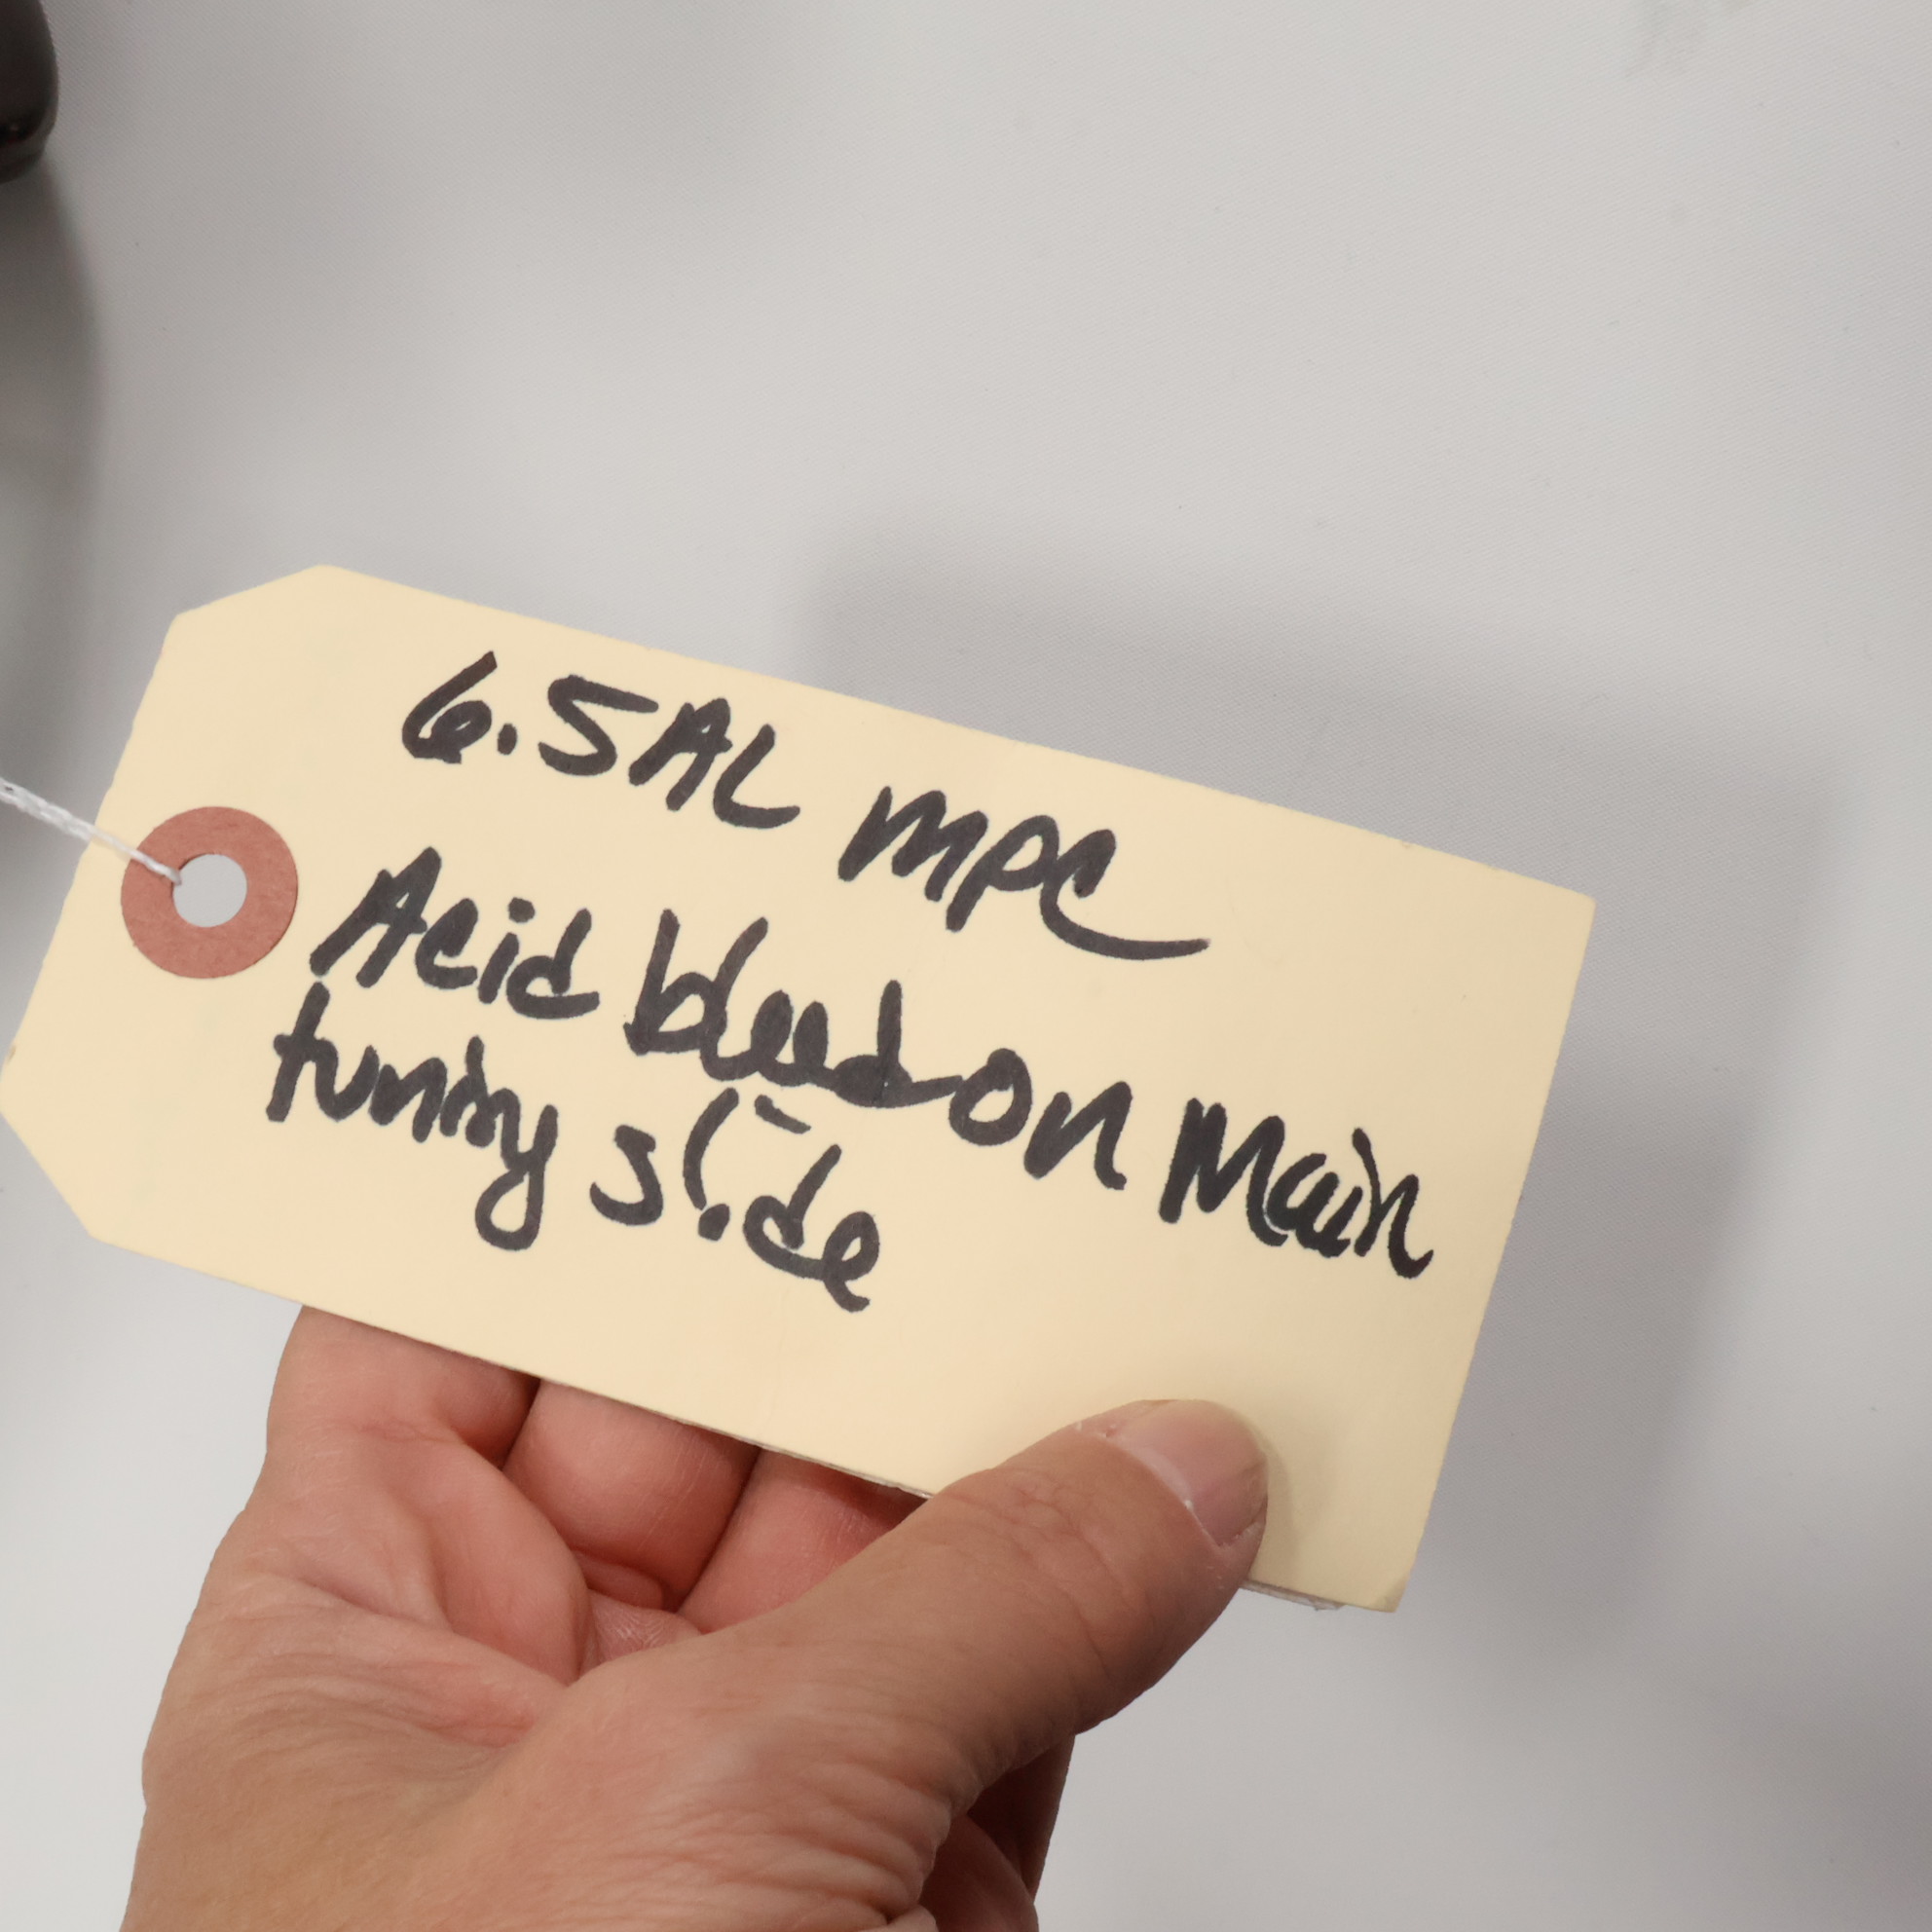 6.5AL mpc
Acid bleed on Main
tuning slide